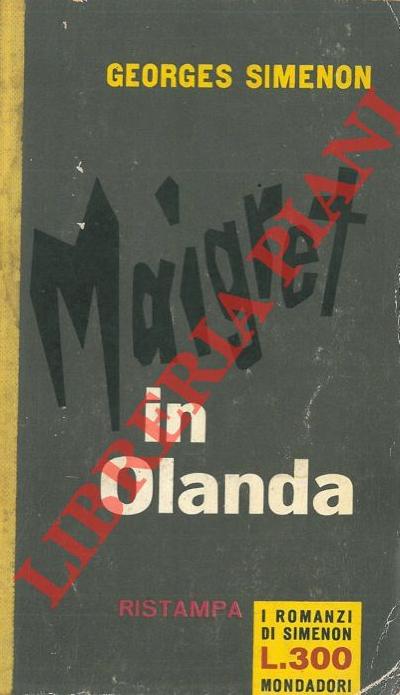 GEORGES SIMENON
Maigret
in
Olanda
LIBRERIA PIANI
RISTAMPA
I ROMANZI
DI SIMENON
L.300
MONDADORI